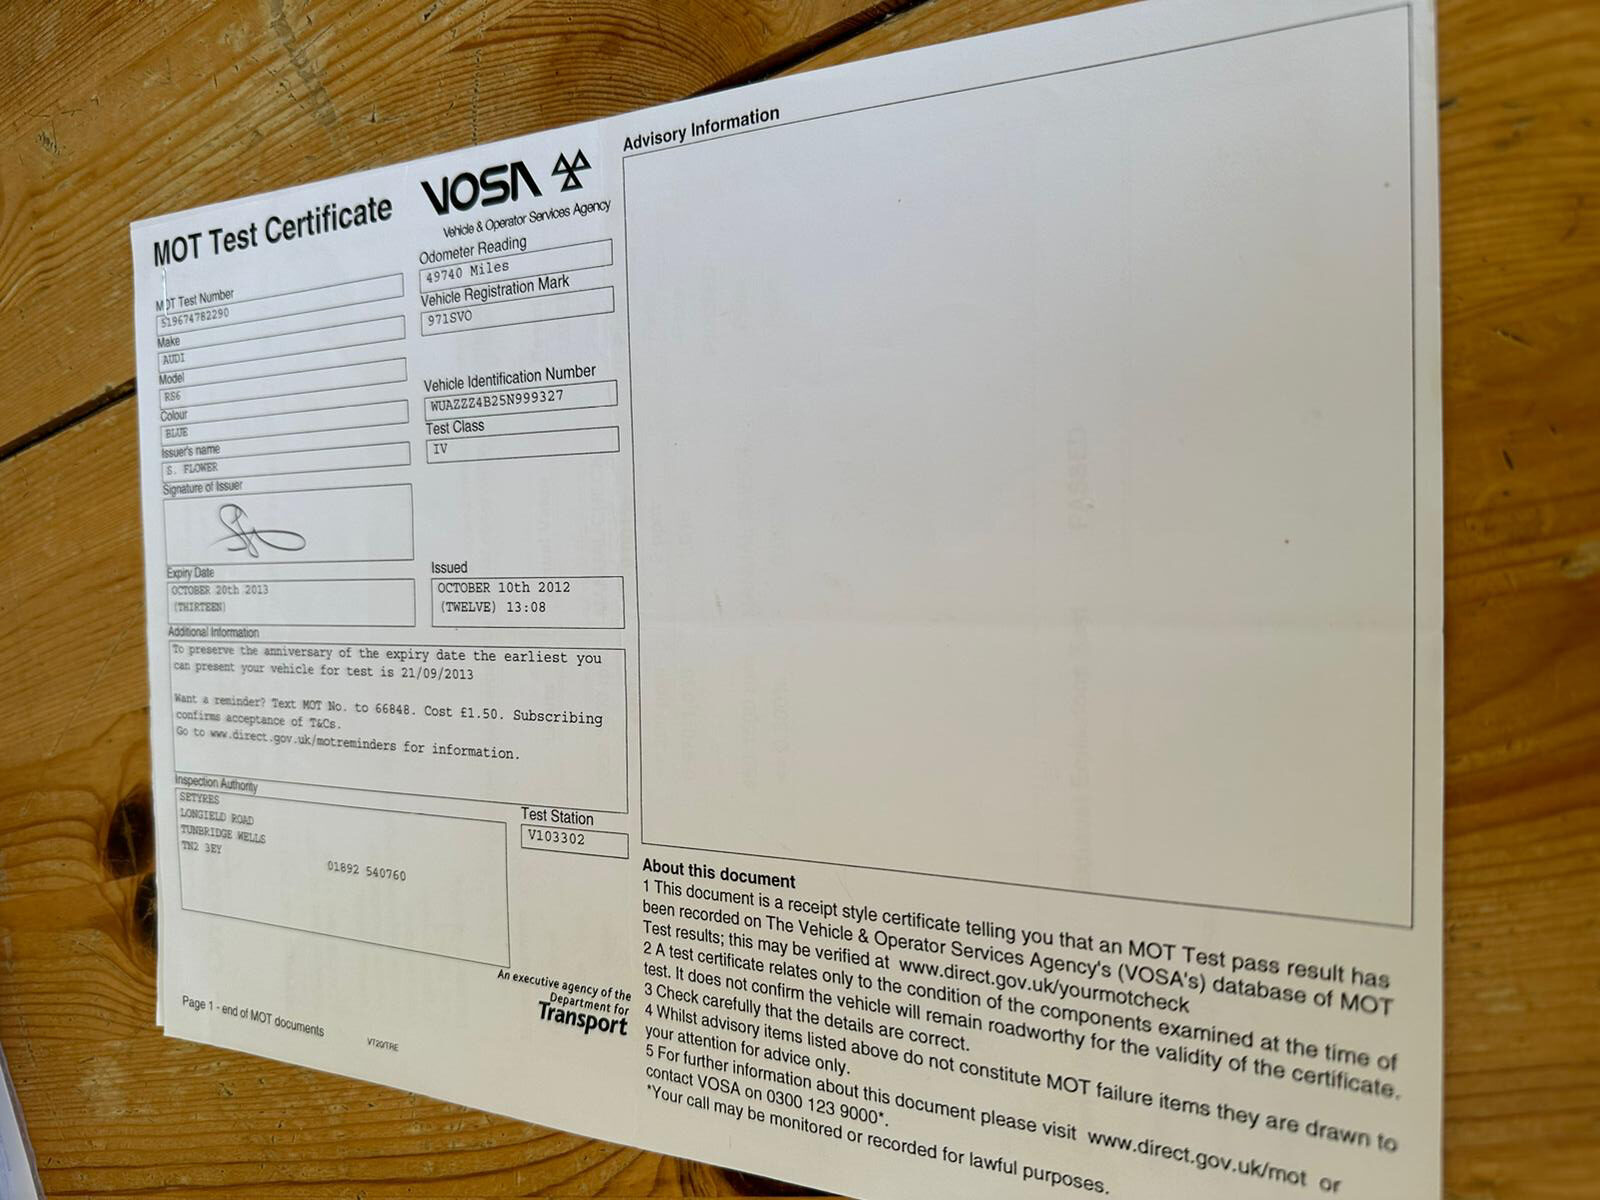 MOT Test Certificate
VOSA
Vehicle & Operator Services Agency
MOT Test Number
519674782290
Make
AUDI
Model
RS6
Colour
BLUE
Issuer's name
S. FLOWER
Signature of Issuer
Odometer Reading
49740 Miles
Vehicle Registration Mark
971SVO
Vehicle Identification Number
WUAZZZ4B25N999327
Test Class
IV
Expiry Date
OCTOBER 20th 2013
(THIRTEEN)
Issued
OCTOBER 10th 2012
(TWELVE) 13:08
Additional Information
To preserve the anniversary of the expiry date the earliest you
can present your vehicle for test is 21/09/2013
Want a reminder? Text MOT No. to 66848. Cost £1.50. Subscribing
confirms acceptance of T&Cs.
Go to www.direct.gov.uk/motreminders for information.
Inspection Authority
SETYRES
LONGIELD ROAD
TUNBRIDGE WELLS
TN2 3EY
01892 540760
Test Station
V103302
An executive agency of the
Department for
Transport
Page 1 - end of MOT documents
VT20/TRE
Advisory Information
About this document
1 This document is a receipt style certificate telling you that an MOT Test pass result has
been recorded on The Vehicle & Operator Services Agency's (VOSA's) database of MOT
Test results; this may be verified at www.direct.gov.uk/yourmotcheck
2 A test certificate relates only to the condition of the components examined at the time of
test. It does not confirm the vehicle will remain roadworthy for the validity of the certificate.
3 Check carefully that the details are correct.
4 Whilst advisory items listed above do not constitute MOT failure items they are drawn to
your attention for advice only.
5 For further information about this document please visit www.direct.gov.uk/mot or
contact VOSA on 0300 123 9000*.
*Your call may be monitored or recorded for lawful purposes.